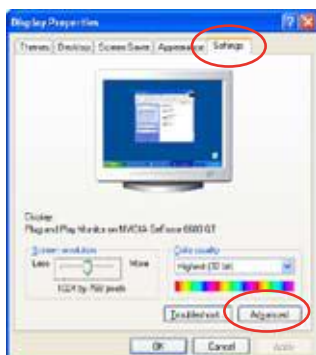 Display Properties
Themes Desktop Screen Saver Appearance Settings
Display:
Plug and Play Monitor on NVIDIA GeForce 6600 GT
Screen resolution
Less More
1024 by 768 pixels
Color quality
Highest (32 bit)
Troubleshoot Advanced
OK Cancel Apply